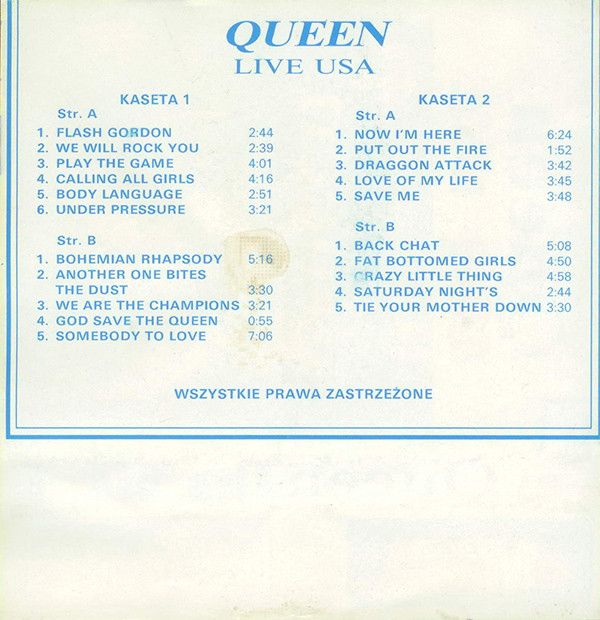 QUEEN
LIVE USA
KASETA 1
Str. A
1. FLASH GORDON 2:44
2. WE WILL ROCK YOU 2:39
3. PLAY THE GAME 4:01
4. CALLING ALL GIRLS 4:16
5. BODY LANGUAGE 2:51
6. UNDER PRESSURE 3:21
Str. B
1. BOHEMIAN RHAPSODY 5:16
2. ANOTHER ONE BITES
THE DUST 3:30
3. WE ARE THE CHAMPIONS 3:21
4. GOD SAVE THE QUEEN 0:55
5. SOMEBODY TO LOVE 7:06
KASETA 2
Str. A
1. NOW I'M HERE 6:24
2. PUT OUT THE FIRE 1:52
3. DRAGGON ATTACK 3:42
4. LOVE OF MY LIFE 3:45
5. SAVE ME 3:48
Str. B
1. BACK CHAT 5:08
2. FAT BOTTOMED GIRLS 4:50
3. CRAZY LITTLE THING 4:58
4. SATURDAY NIGHT'S 2:44
5. TIE YOUR MOTHER DOWN 3:30
WSZYSTKIE PRAWA ZASTRZEŻONE